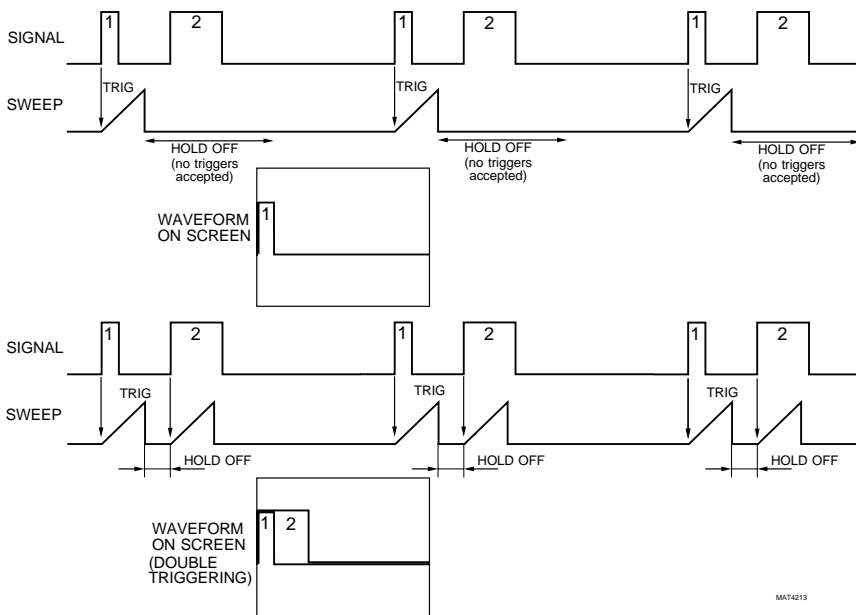 1 2 1 2 1 2
SIGNAL
TRIG TRIG TRIG
SWEEP
HOLD OFF
(no triggers
accepted)
HOLD OFF
(no triggers
accepted)
HOLD OFF
(no triggers
accepted)
1
WAVEFORM
ON SCREEN
1 2 1 2 1 2
SIGNAL
TRIG TRIG TRIG
SWEEP
HOLD OFF HOLD OFF HOLD OFF
1 2
WAVEFORM
ON SCREEN
(DOUBLE
TRIGGERING)
MAT4213